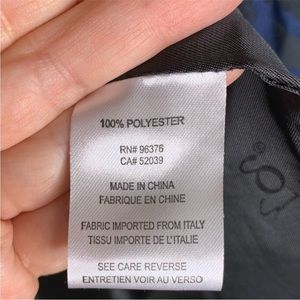 100% POLYESTER
RN# 96376
CA# 52039
MADE IN CHINA
FABRIQUE EN CHINE
FABRIC IMPORTED FROM ITALY
TISSU IMPORTE DE L'ITALIE
SEE CARE REVERSE
ENTRETIEN VOIR AU VERSO